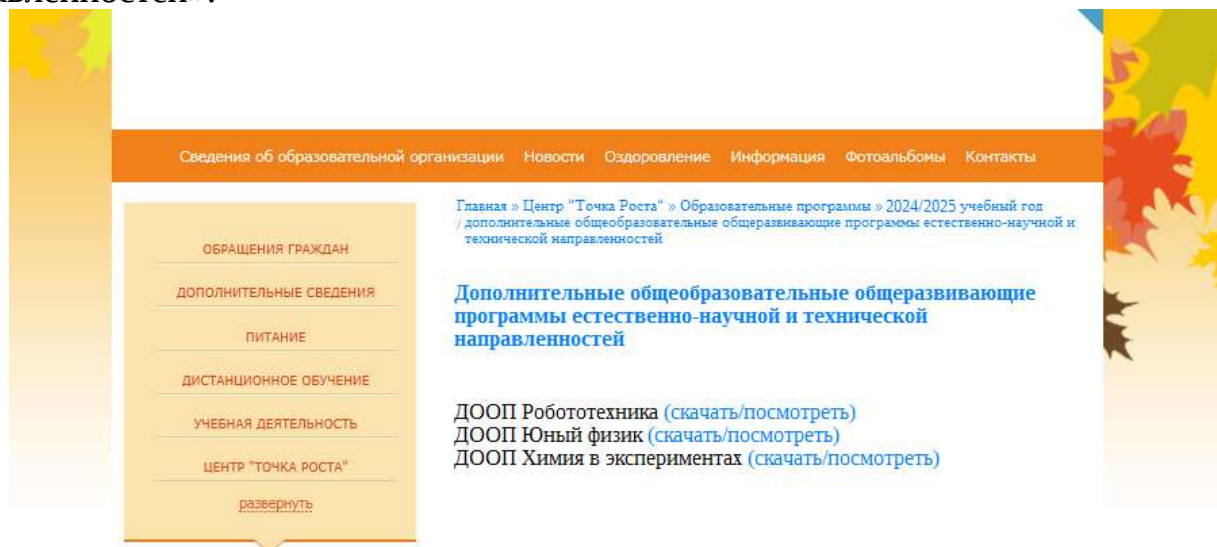 Сведения об образовательной организации Новости Оздоровление Информация Фотоальбомы Контакты
ОБРАЩЕНИЯ ГРАЖДАН
ДОПОЛНИТЕЛЬНЫЕ СВЕДЕНИЯ
ПИТАНИЕ
ДИСТАНЦИОННОЕ ОБУЧЕНИЕ
УЧЕБНАЯ ДЕЯТЕЛЬНОСТЬ
ЦЕНТР "ТОЧКА РОСТА"
развернуть
Главная » Центр "Точка Роста" » Образовательные программы » 2024/2025 учебный год
/ дополнительные общеобразовательные общеразвивающие программы естественно-научной и
технической направленностей
Дополнительные общеобразовательные общеразвивающие
программы естественно-научной и технической
направленностей
ДООП Робототехника (скачать/посмотреть)
ДООП Юный физик (скачать/посмотреть)
ДООП Химия в экспериментах (скачать/посмотреть)